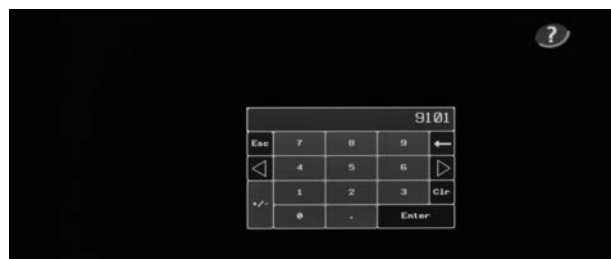 ?
9101
Esc 7 8 9 ←
◁ 4 5 6 ▷
+/- 1 2 3 Clr
0 . Enter